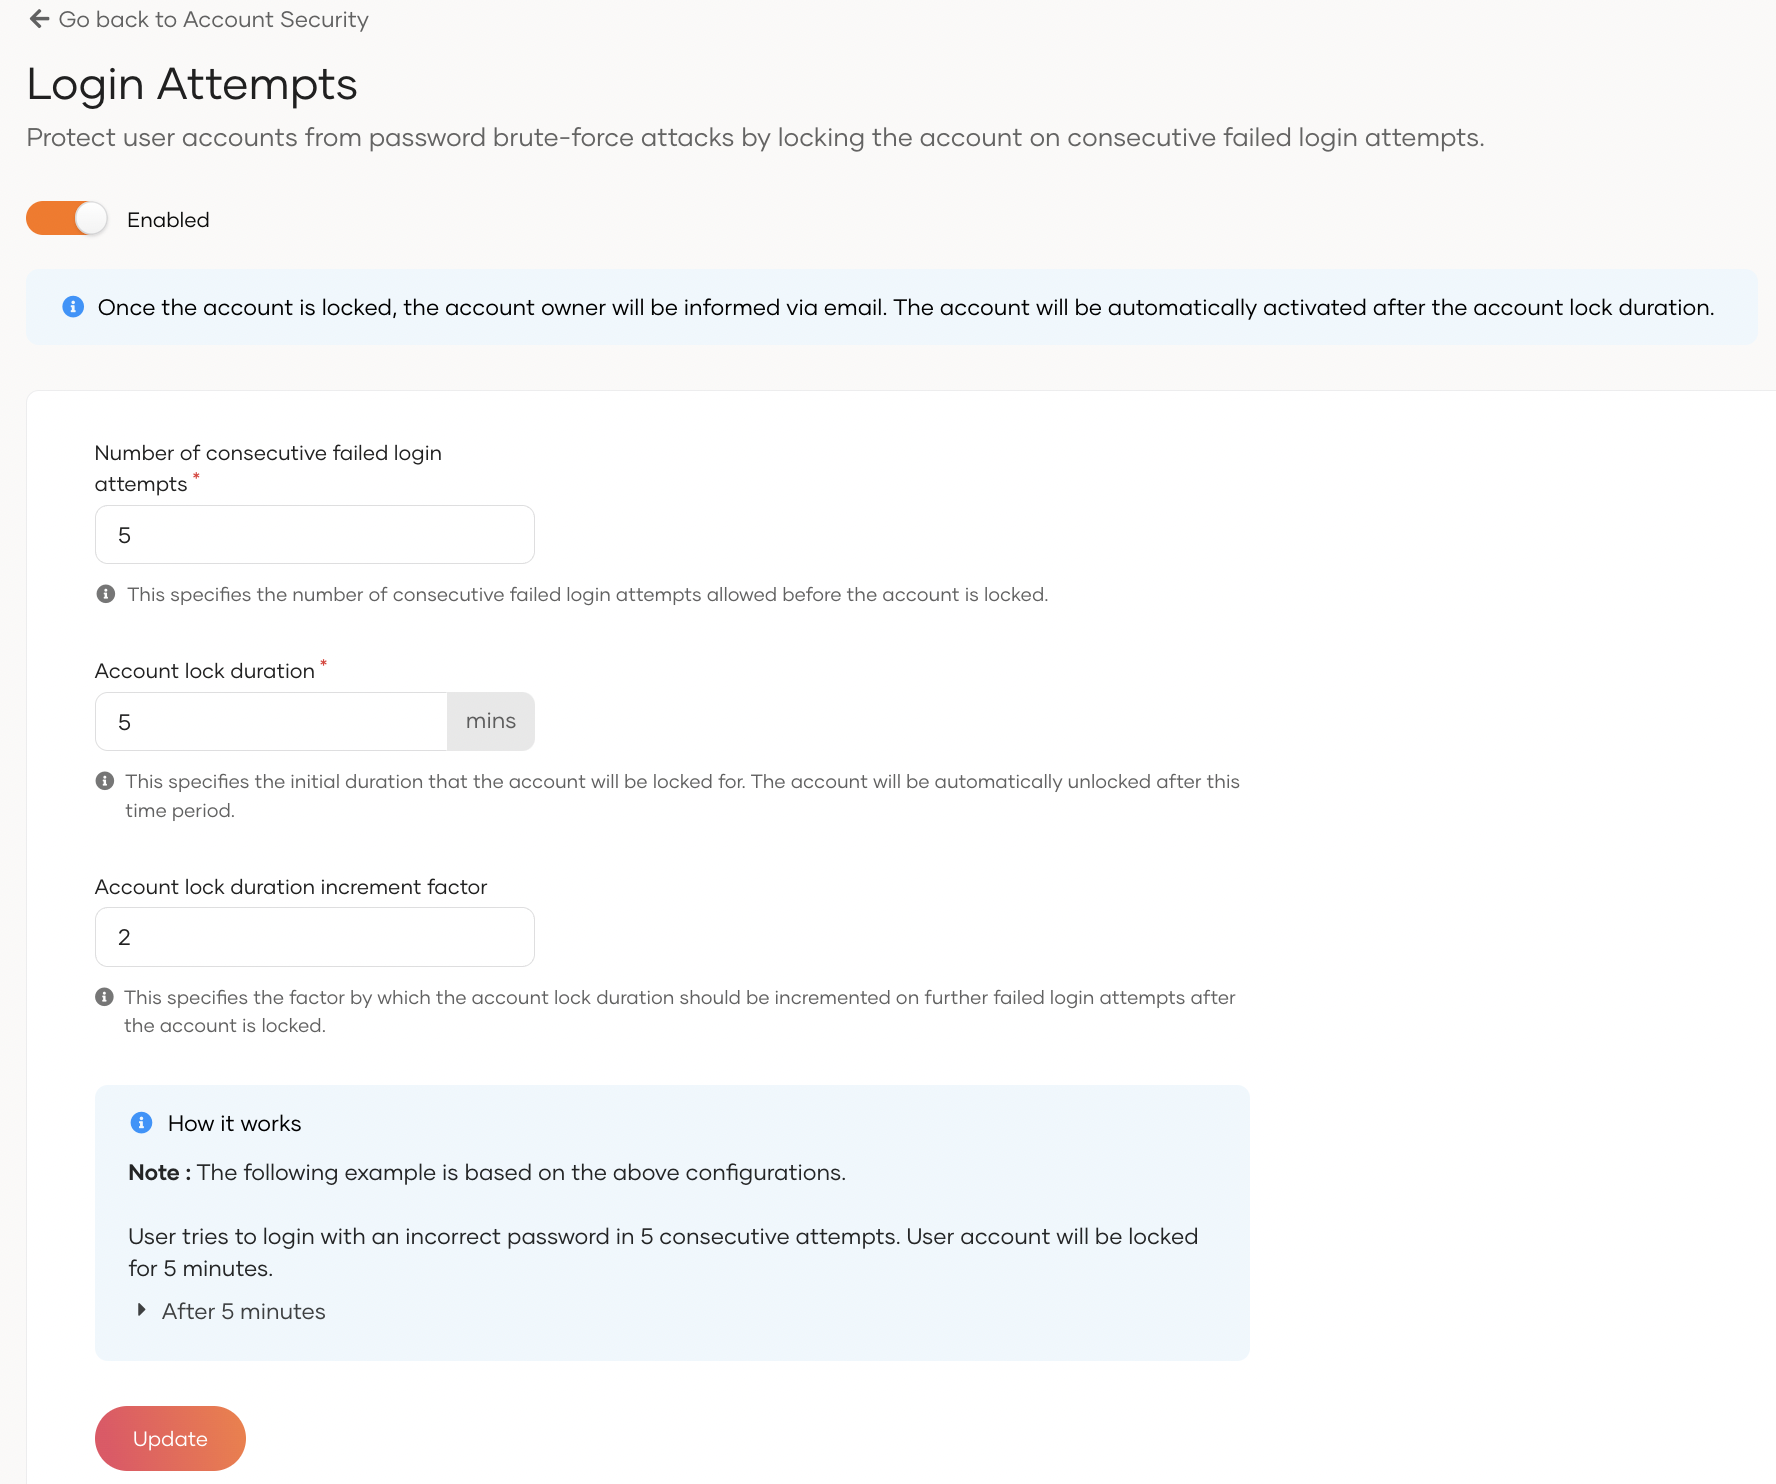 Go back to Account Security
Login Attempts
Protect user accounts from password brute-force attacks by locking the account on consecutive failed login attempts.
Enabled
Once the account is locked, the account owner will be informed via email. The account will be automatically activated after the account lock duration.
Number of consecutive failed login
attempts *
5
This specifies the number of consecutive failed login attempts allowed before the account is locked.
Account lock duration *
5 mins
This specifies the initial duration that the account will be locked for. The account will be automatically unlocked after this
time period.
Account lock duration increment factor
2
This specifies the factor by which the account lock duration should be incremented on further failed login attempts after
the account is locked.
How it works
Note : The following example is based on the above configurations.
User tries to login with an incorrect password in 5 consecutive attempts. User account will be locked
for 5 minutes.
After 5 minutes
Update